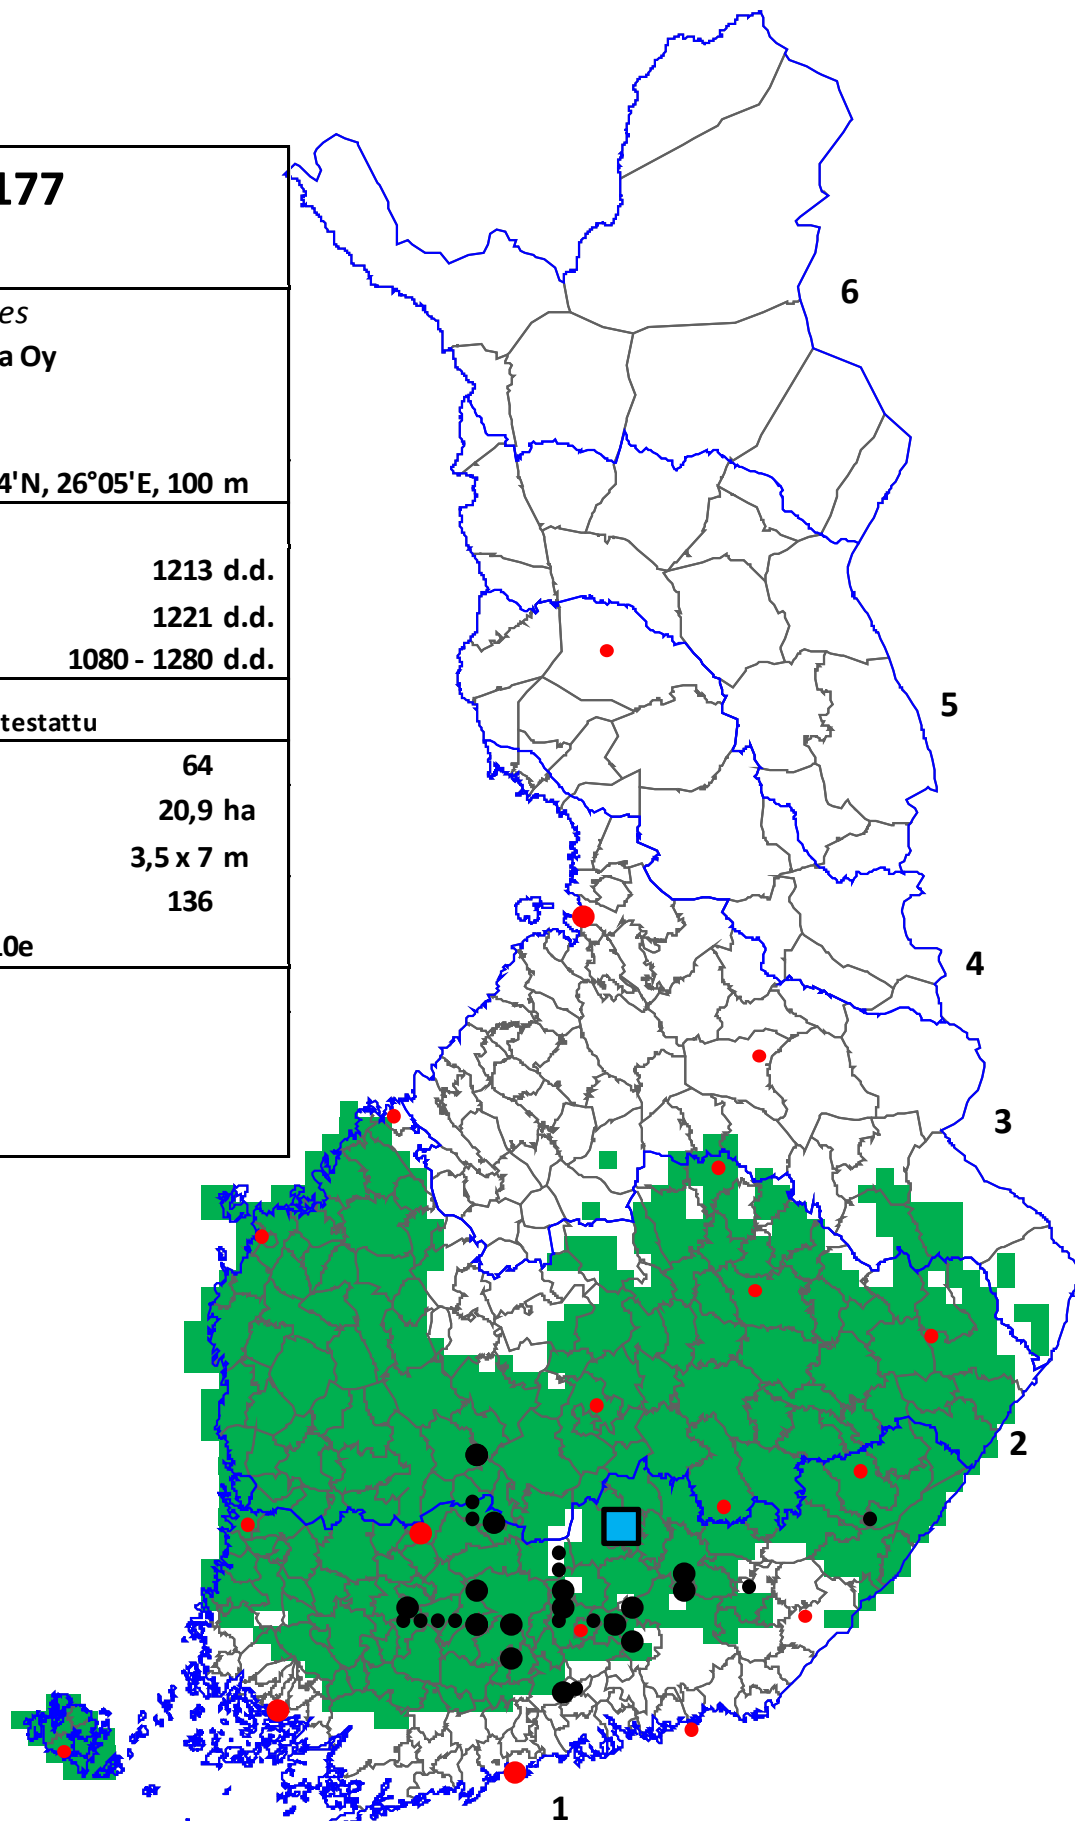 177
es
a Oy
4'N, 26°05'E, 100 m
1213 d.d.
1221 d.d.
1080 - 1280 d.d.
testattu
64
20,9 ha
3,5 x 7 m
136
0e
6
5
4
3
2
1